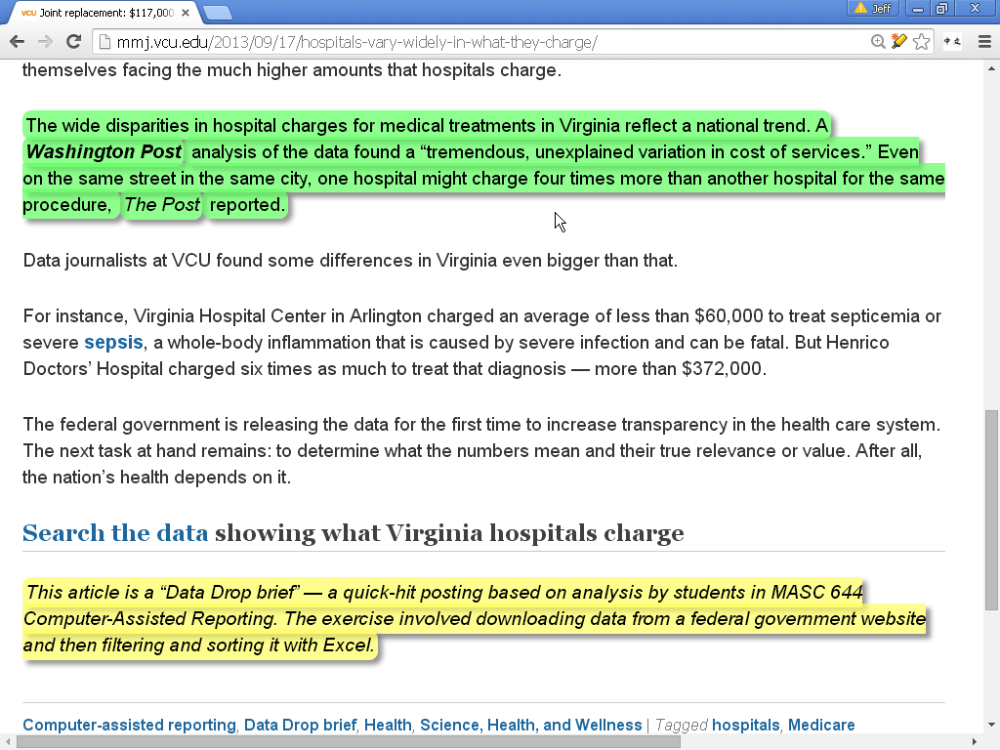 vcu Joint replacement: $117,000
Jeff
mmj.vcu.edu/2013/09/17/hospitals-vary-widely-in-what-they-charge/
themselves facing the much higher amounts that hospitals charge.
The wide disparities in hospital charges for medical treatments in Virginia reflect a national trend. A
Washington Post analysis of the data found a “tremendous, unexplained variation in cost of services.” Even
on the same street in the same city, one hospital might charge four times more than another hospital for the same
procedure, The Post reported.
Data journalists at VCU found some differences in Virginia even bigger than that.
For instance, Virginia Hospital Center in Arlington charged an average of less than $60,000 to treat septicemia or
severe sepsis, a whole-body inflammation that is caused by severe infection and can be fatal. But Henrico
Doctors’ Hospital charged six times as much to treat that diagnosis — more than $372,000.
The federal government is releasing the data for the first time to increase transparency in the health care system.
The next task at hand remains: to determine what the numbers mean and their true relevance or value. After all,
the nation’s health depends on it.
Search the data showing what Virginia hospitals charge
This article is a “Data Drop brief” — a quick-hit posting based on analysis by students in MASC 644
Computer-Assisted Reporting. The exercise involved downloading data from a federal government website
and then filtering and sorting it with Excel.
Computer-assisted reporting, Data Drop brief, Health, Science, Health, and Wellness | Tagged hospitals, Medicare